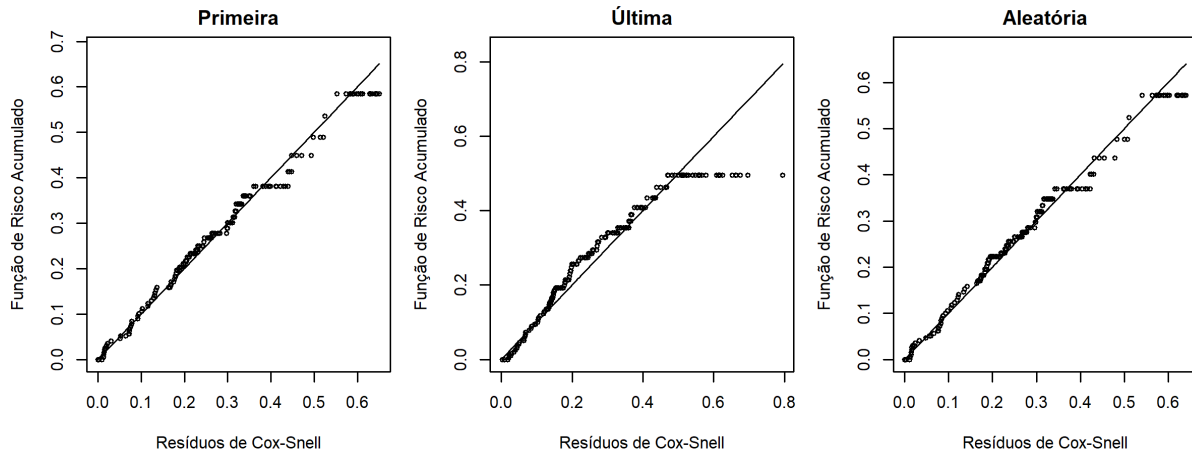 Primeira
Função de Risco Acumulado
0.0 0.1 0.2 0.3 0.4 0.5 0.6 0.7
0.0 0.1 0.2 0.3 0.4 0.5 0.6
Resíduos de Cox-Snell
Última
Função de Risco Acumulado
0.0 0.2 0.4 0.6 0.8
0.0 0.2 0.4 0.6 0.8
Resíduos de Cox-Snell
Aleatória
Função de Risco Acumulado
0.0 0.1 0.2 0.3 0.4 0.5 0.6
0.0 0.1 0.2 0.3 0.4 0.5 0.6
Resíduos de Cox-Snell